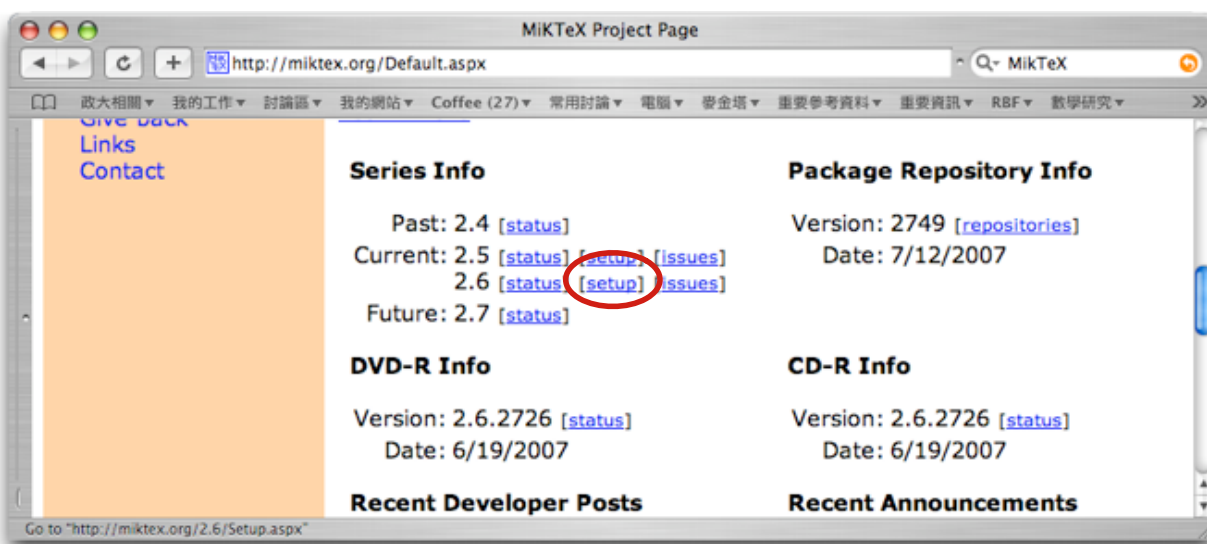 MiKTeX Project Page
http://miktex.org/Default.aspx
MikTeX
政大相關▾ 我的工作▾ 討論區▾ 我的網站▾ Coffee (27)▾ 常用討論▾ 電腦▾ 麥金塔▾ 重要參考資料▾ 重要資訊▾ RBF▾ 數學研究▾
Give Back
Links
Contact
Series Info
Past: 2.4 [status]
Current: 2.5 [status] [setup] [issues]
2.6 [status] [setup] [issues]
Future: 2.7 [status]
Package Repository Info
Version: 2749 [repositories]
Date: 7/12/2007
DVD-R Info
Version: 2.6.2726 [status]
Date: 6/19/2007
CD-R Info
Version: 2.6.2726 [status]
Date: 6/19/2007
Recent Developer Posts
Recent Announcements
Go to "http://miktex.org/2.6/Setup.aspx"